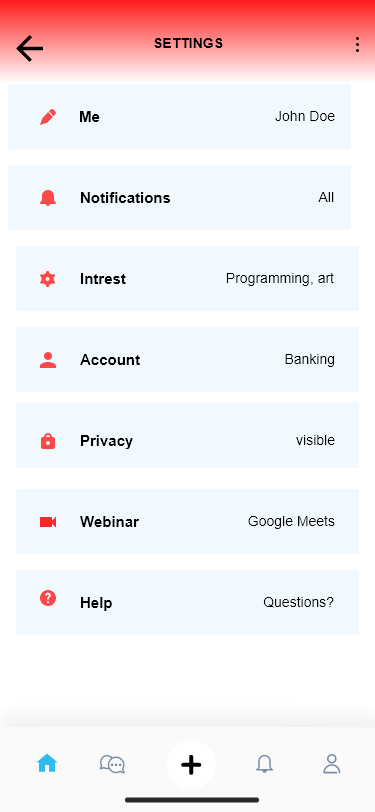 SETTINGS
Me John Doe
Notifications All
Intrest Programming, art
Account Banking
Privacy visible
Webinar Google Meets
Help Questions?